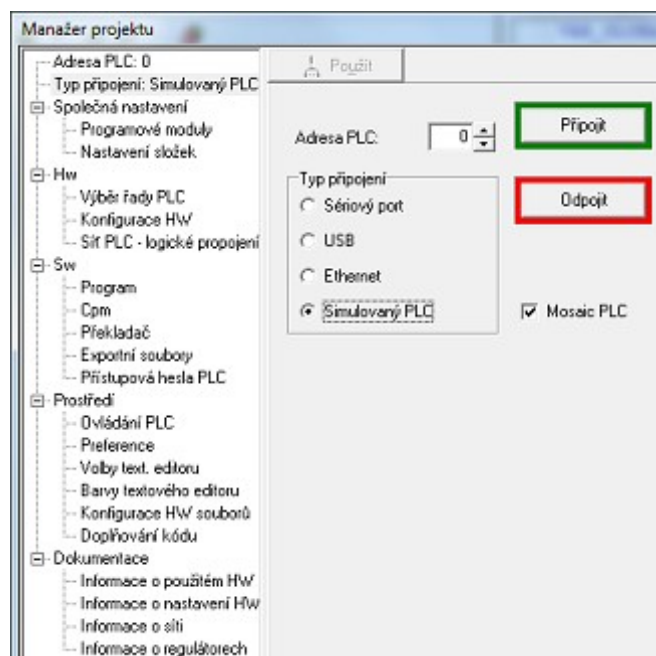 Manažer projektu
Adresa PLC: 0
Typ připojení: Simulovaný PLC
Společná nastavení
Programové moduly
Nastavení složek
Hw
Výběr řady PLC
Konfigurace HW
Síť PLC - logické propojení
Sw
Program
Cpm
Překladač
Exportní soubory
Přístupová hesla PLC
Prostředí
Ovládání PLC
Preference
Volby text. editoru
Barvy textového editoru
Konfigurace HW souborů
Doplňování kódu
Dokumentace
Informace o použitém HW
Informace o nastavení HW
Informace o síti
Informace o regulátorech
Použít
Adresa PLC: 0
Připojit
Typ připojení
Odpojit
Sériový port
USB
Ethernet
Simulovaný PLC
Mosaic PLC